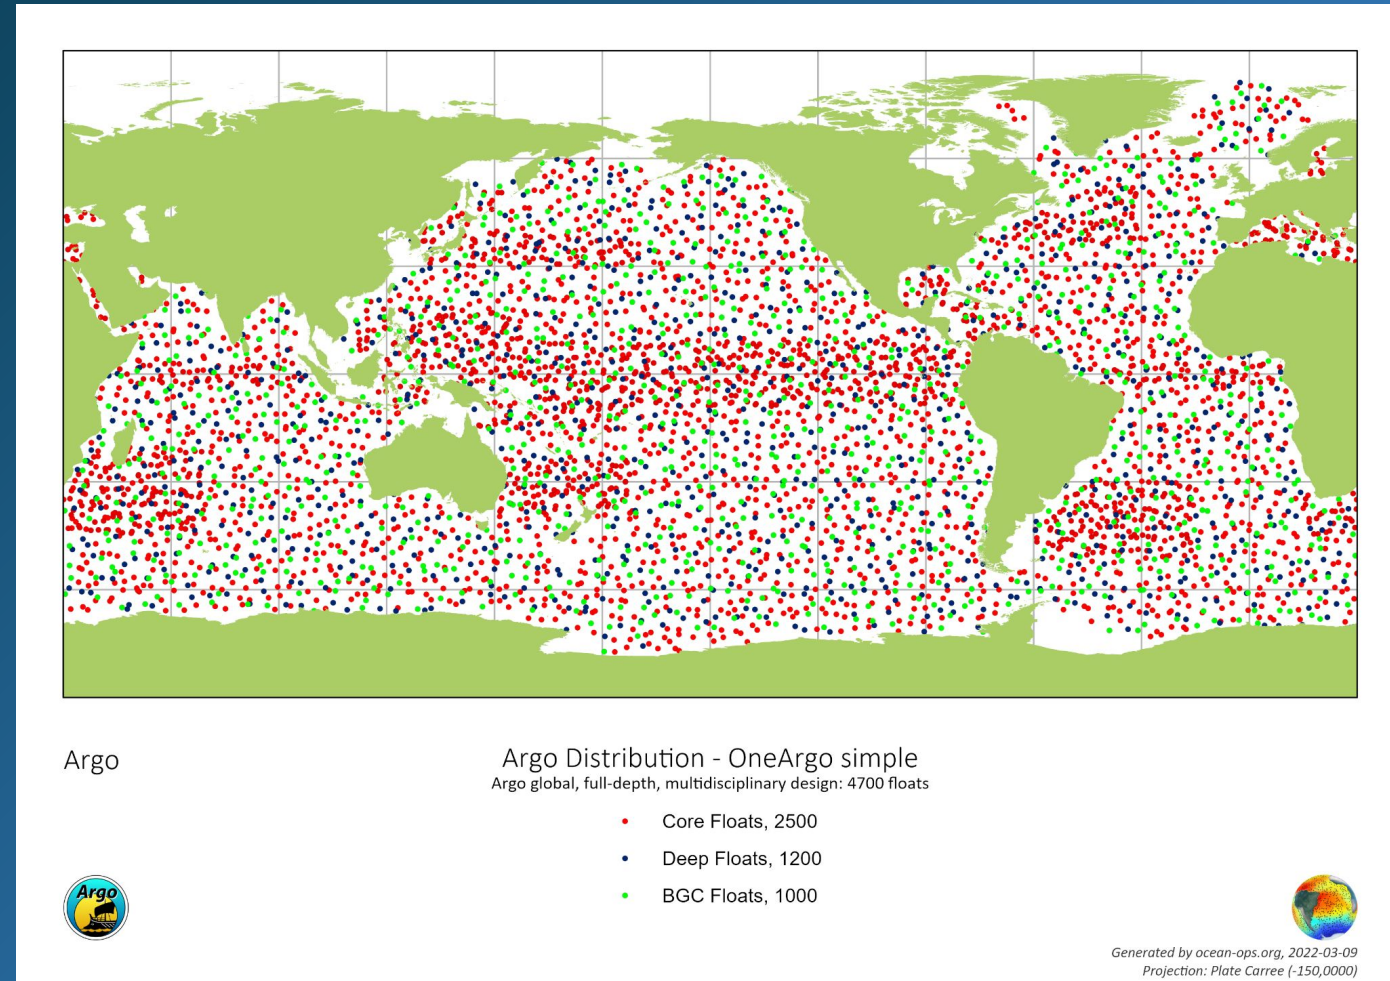 Argo
Argo Distribution - OneArgo simple
Argo global, full-depth, multidisciplinary design: 4700 floats
Core Floats, 2500
Deep Floats, 1200
BGC Floats, 1000
Argo
Generated by ocean-ops.org, 2022-03-09
Projection: Plate Carree (-150,0000)